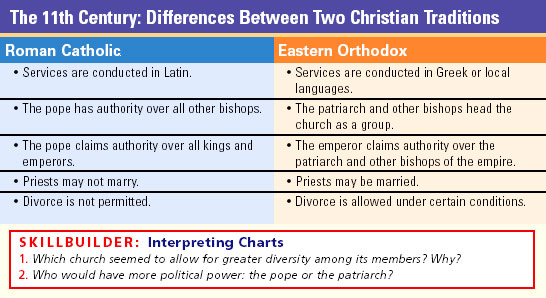 The 11th Century: Differences Between Two Christian Traditions
Roman Catholic
Eastern Orthodox
• Services are conducted in Latin.
• Services are conducted in Greek or local
languages.
• The pope has authority over all other bishops.
• The patriarch and other bishops head the
church as a group.
• The pope claims authority over all kings and
emperors.
• The emperor claims authority over the
patriarch and other bishops of the empire.
• Priests may not marry.
• Priests may be married.
• Divorce is not permitted.
• Divorce is allowed under certain conditions.
SKILLBUILDER: Interpreting Charts
1. Which church seemed to allow for greater diversity among its members? Why?
2. Who would have more political power: the pope or the patriarch?